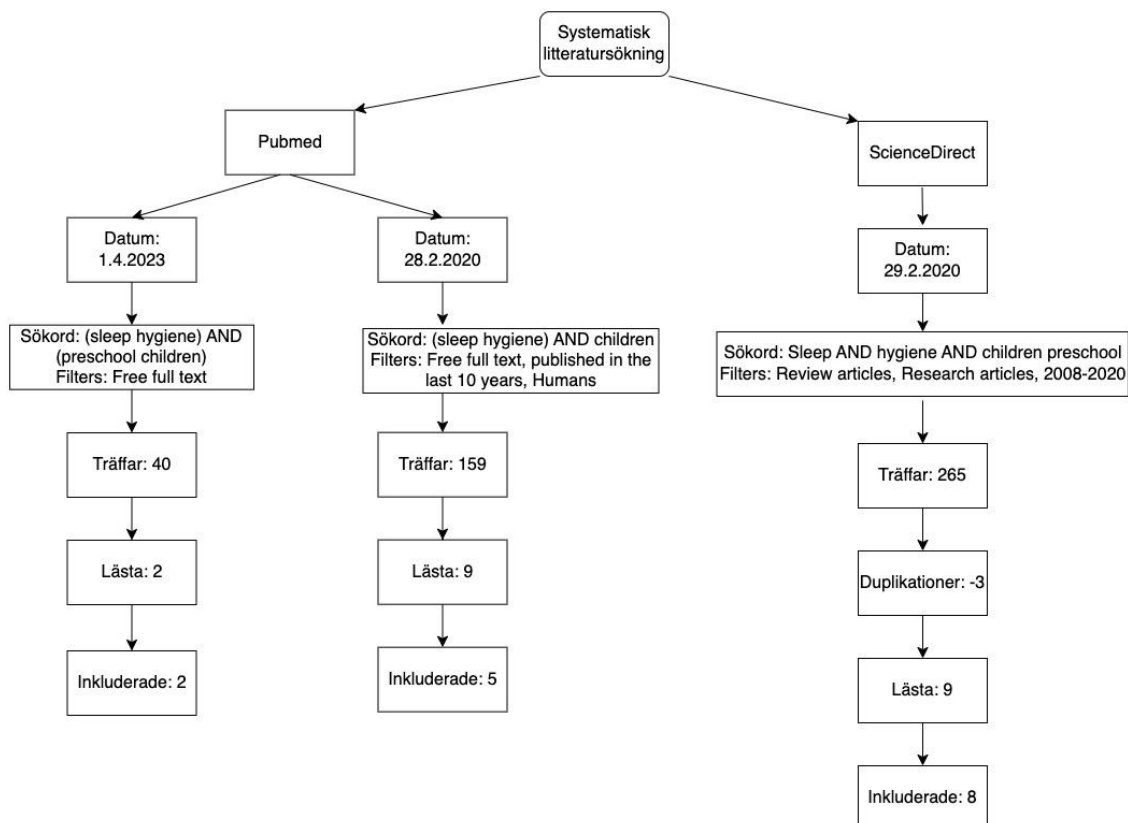 Systematisk
litteratursökning
Pubmed
ScienceDirect
Datum:
1.4.2023
Datum:
28.2.2020
Datum:
29.2.2020
Sökord: (sleep hygiene) AND
(preschool children)
Filters: Free full text
Sökord: (sleep hygiene) AND children
Filters: Free full text, published in the
last 10 years, Humans
Sökord: Sleep AND hygiene AND children preschool
Filters: Review articles, Research articles, 2008-2020
Träffar: 40
Träffar: 159
Träffar: 265
Lästa: 2
Lästa: 9
Duplikationer: -3
Inkluderade: 2
Inkluderade: 5
Lästa: 9
Inkluderade: 8